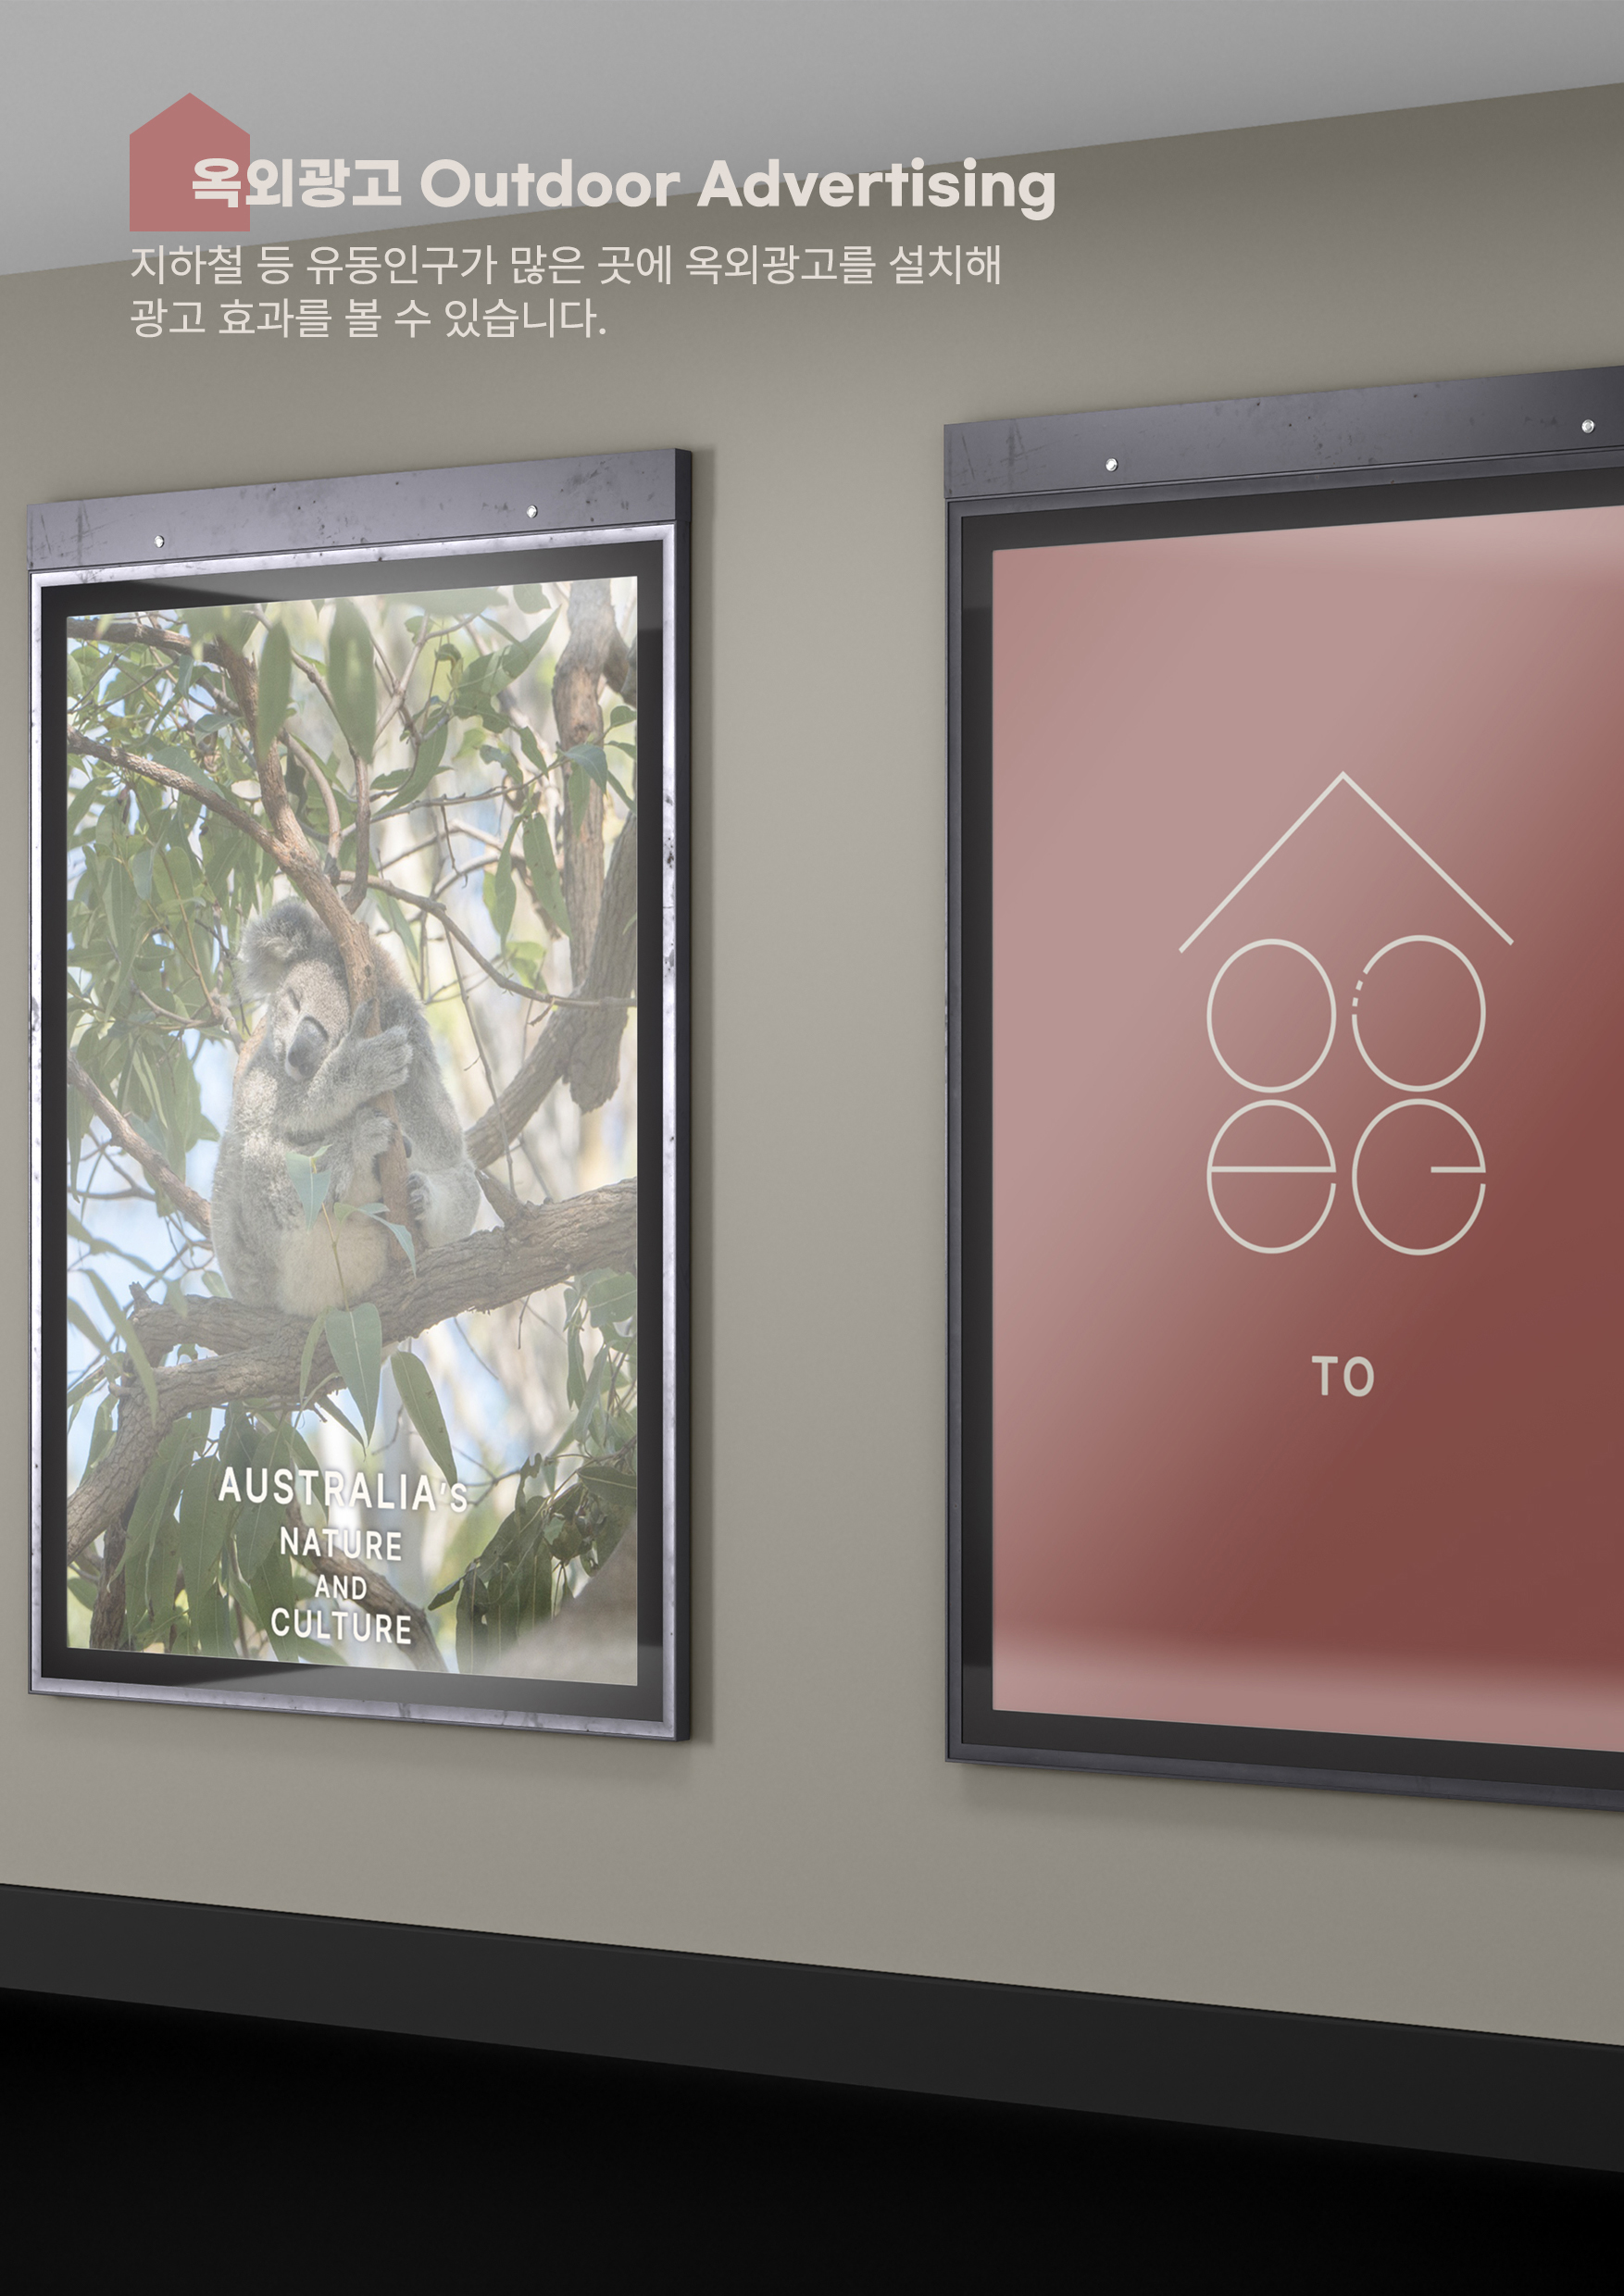 옥외광고 Outdoor Advertising
지하철 등 유동인구가 많은 곳에 옥외광고를 설치해
광고 효과를 볼 수 있습니다.
AUSTRALIA'S
NATURE
AND
CULTURE
TO